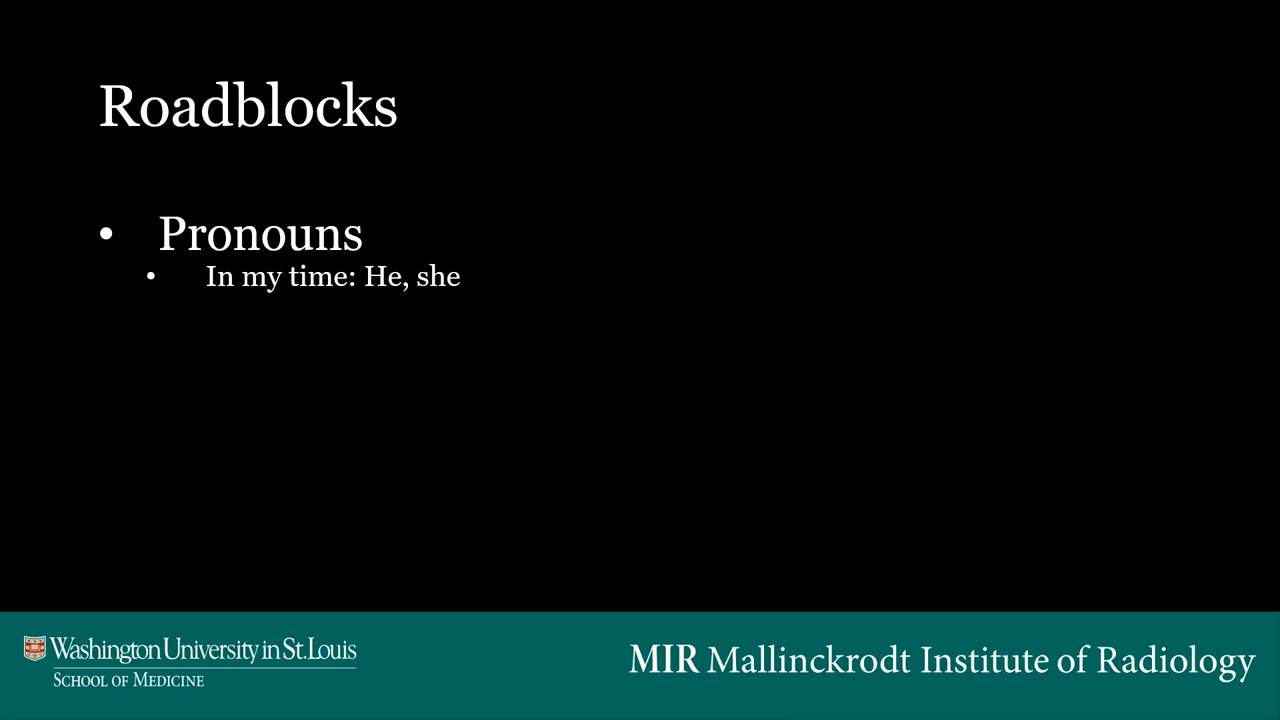 Roadblocks
• Pronouns
• In my time: He, she
Washington University in St. Louis
SCHOOL OF MEDICINE
MIR Mallinckrodt Institute of Radiology